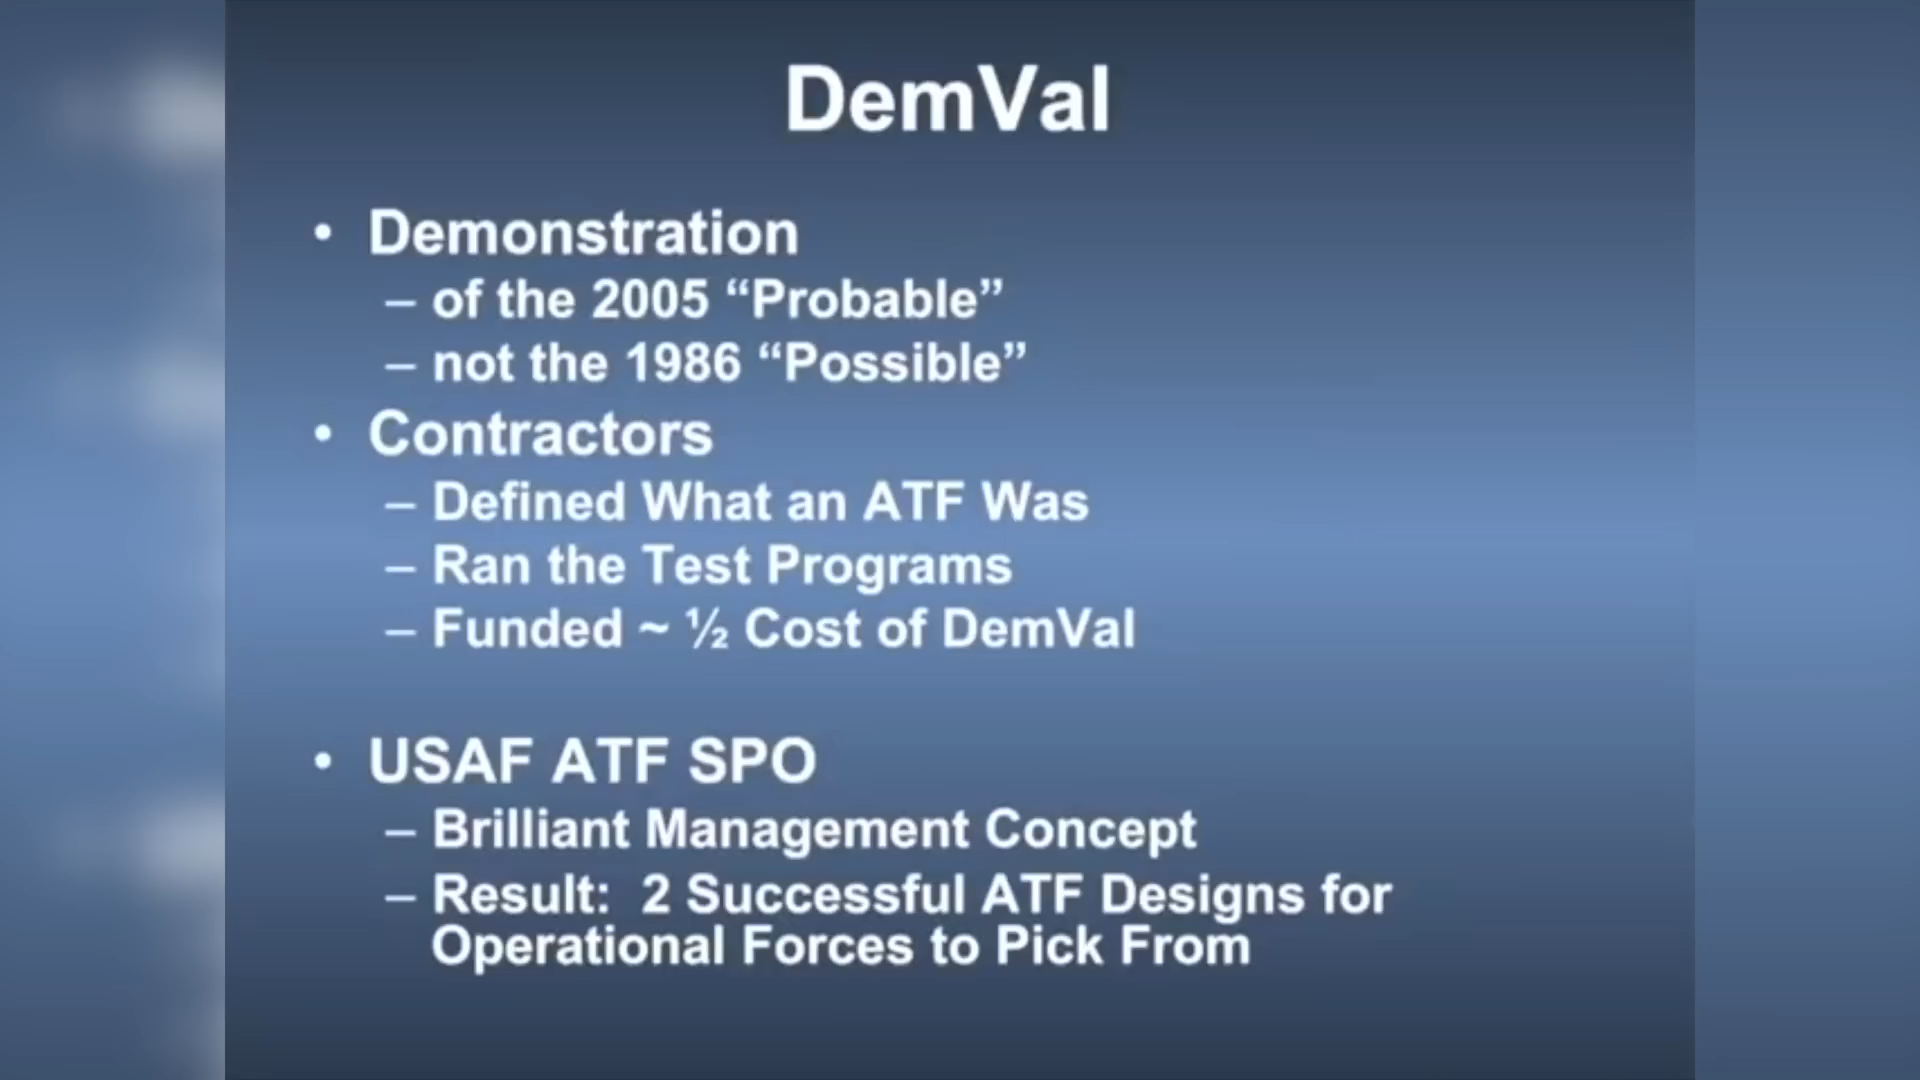 DemVal
• Demonstration
– of the 2005 “Probable”
– not the 1986 “Possible”
• Contractors
– Defined What an ATF Was
– Ran the Test Programs
– Funded ~ ½ Cost of DemVal
• USAF ATF SPO
– Brilliant Management Concept
– Result:  2 Successful ATF Designs for
Operational Forces to Pick From